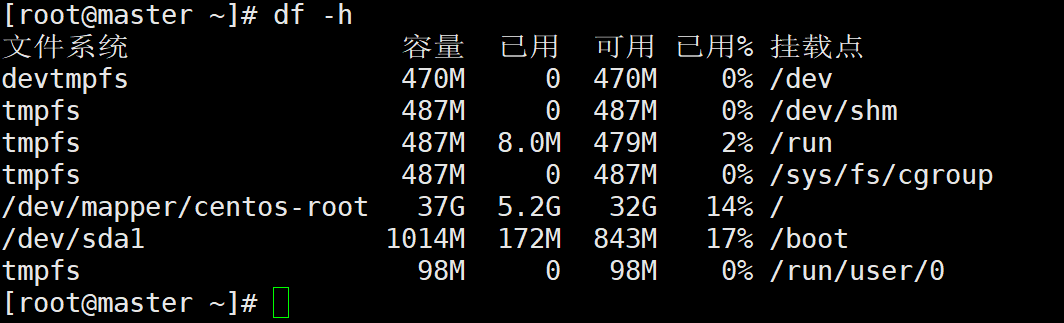 [root@master ~]# df -h
文件系统                 容量  已用  可用 已用% 挂载点
devtmpfs                 470M     0  470M    0% /dev
tmpfs                    487M     0  487M    0% /dev/shm
tmpfs                    487M  8.0M  479M    2% /run
tmpfs                    487M     0  487M    0% /sys/fs/cgroup
/dev/mapper/centos-root   37G  5.2G   32G   14% /
/dev/sda1               1014M  172M  843M   17% /boot
tmpfs                     98M     0   98M    0% /run/user/0
[root@master ~]#